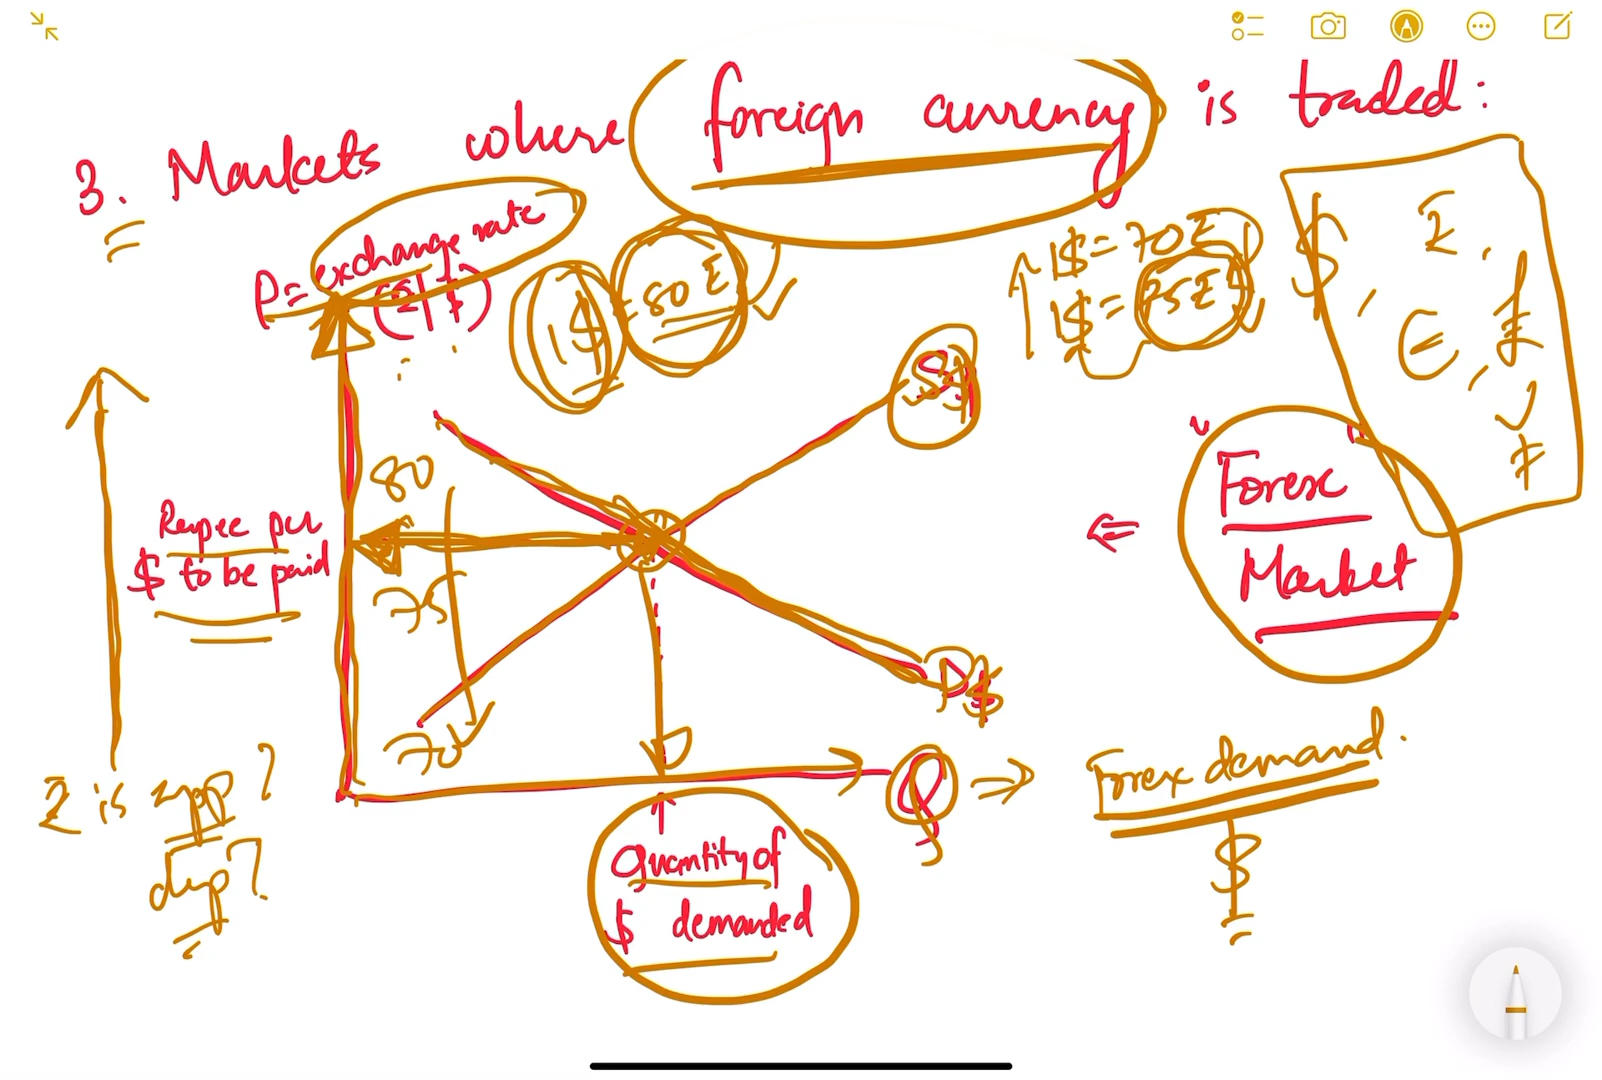 3. Markets where foreign currency is traded:
P = exchange rate
(₹|$)
1$ = 80 ₹
1$ = 70 ₹
1$ = 75 ₹
$ , ₹ ,
€ , £
¥
S$
80
Rupee per
$ to be paid
75
Forex
Market
D$
70
Q
Forex demand.
$
₹ is app?
dep?
Quantity of
$ demanded